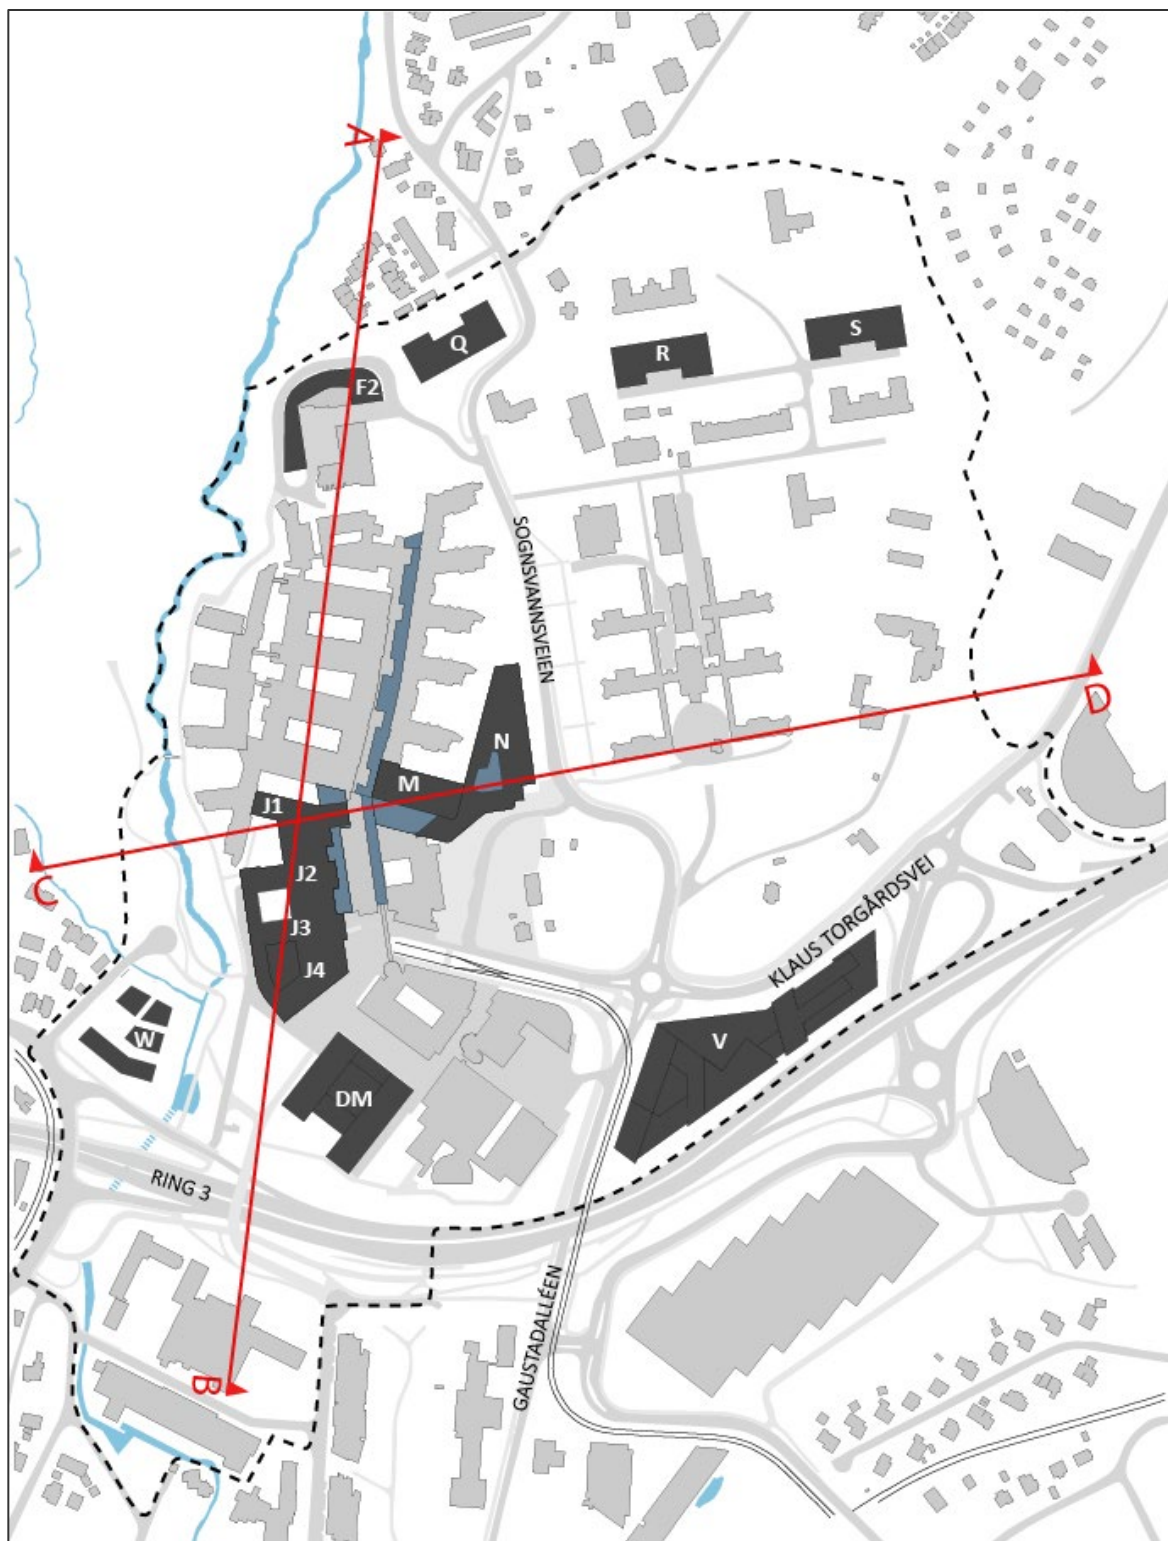 A
S
Q
R
F2
SOGNSVANNSVEIEN
D
N
M
J1
C
J2
J3
J4
KLAUS TORGÅRDSVEI
W
V
DM
RING 3
GAUSTADALLÉEN
B